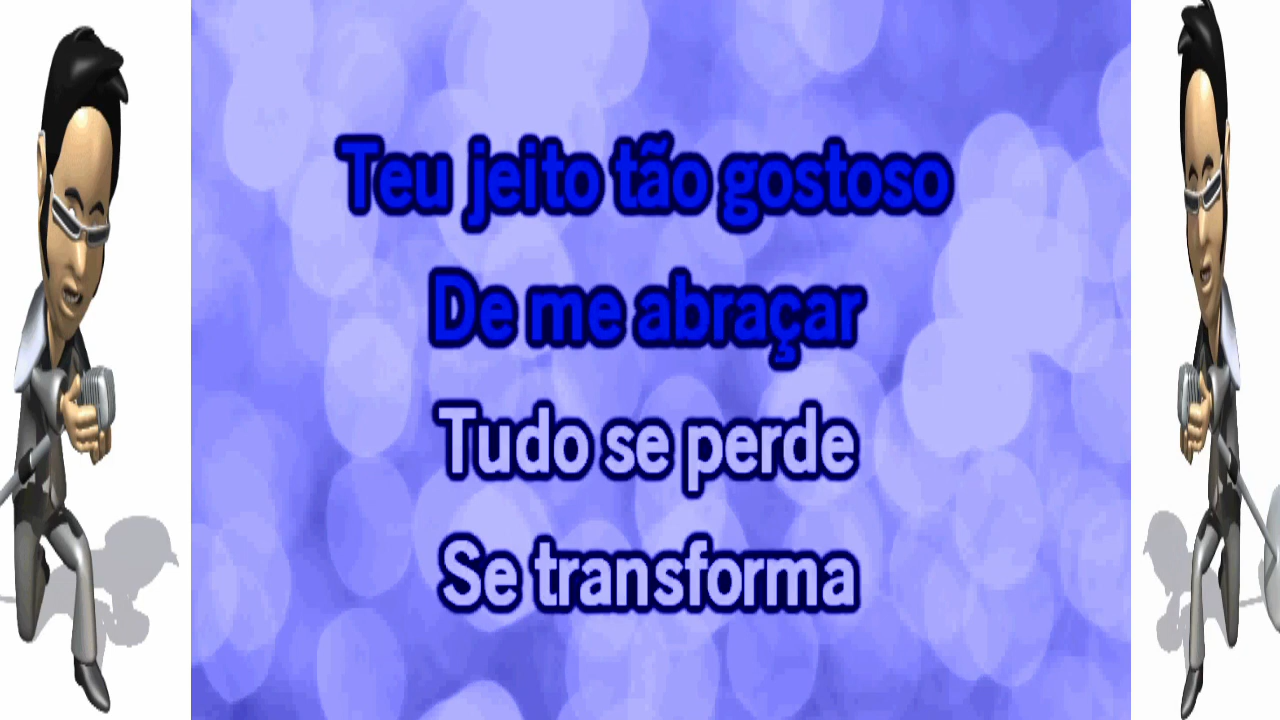 Teu jeito tão gostoso
De me abraçar
Tudo se perde
Se transforma